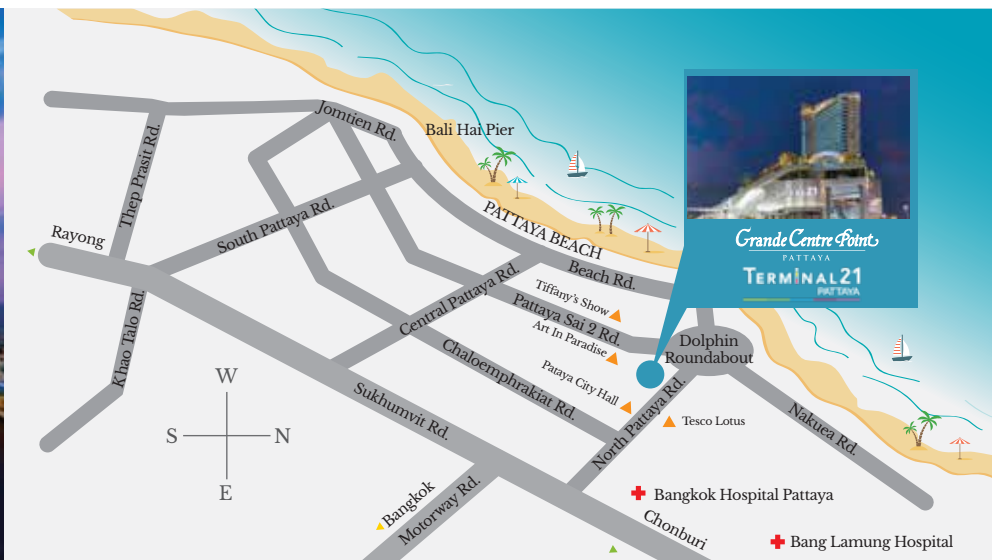 Jomtien Rd.
Bali Hai Pier
Thep Prasit Rd.
South Pattaya Rd.
PATTAYA BEACH
Rayong
Beach Rd.
Central Pattaya Rd.
Tiffany's Show
Pattaya Sai 2 Rd.
Art In Paradise
Grande Centre Point
PATTAYA
TERMINAL21
PATTAYA
Dolphin
Roundabout
Khao Talo Rd.
Chaloemphrakiat Rd.
Pataya City Hall
Sukhumvit Rd.
North Pattaya Rd.
Tesco Lotus
Nakuea Rd.
W
S
N
E
Bangkok
Motorway Rd.
Bangkok Hospital Pattaya
Chonburi
Bang Lamung Hospital